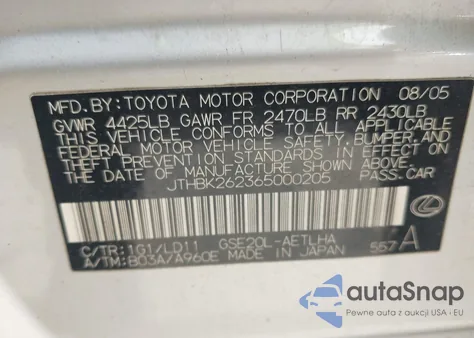 MFD. BY: TOYOTA MOTOR CORPORATION 08/05
GVWR 4425LB GAWR FR 2470LB RR 2430LB
THIS VEHICLE CONFORMS TO ALL APPLICABLE
FEDERAL MOTOR VEHICLE SAFETY, BUMPER, AND
THEFT PREVENTION STANDARDS IN EFFECT ON
THE DATE OF MANUFACTURE SHOWN ABOVE.
JTHBK262365000205 PASS.CAR
C/TR: 1G1/LD11 GSE20L-AETLHA
A/TM: B03A/A960E MADE IN JAPAN 557 A
autoSnap
Pewne auta z aukcji USA i EU